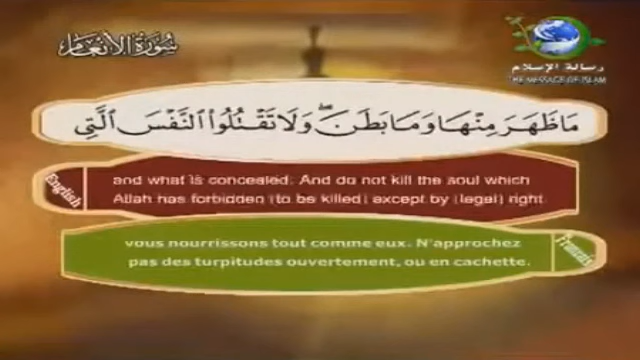 سورة الأنعام
رسالة الإسلام
THE MESSAGE OF ISLAM
مَا ظَهَرَ مِنْهَا وَمَا بَطَنَ ۖ وَلَا تَقْتُلُوا۟ ٱلنَّفْسَ ٱلَّتِى
English
and what is concealed. And do not kill the soul which
Allah has forbidden [to be killed] except by [legal] right.
vous nourrissons tout comme eux. N'approchez
pas des turpitudes ouvertement, ou en cachette.
Français